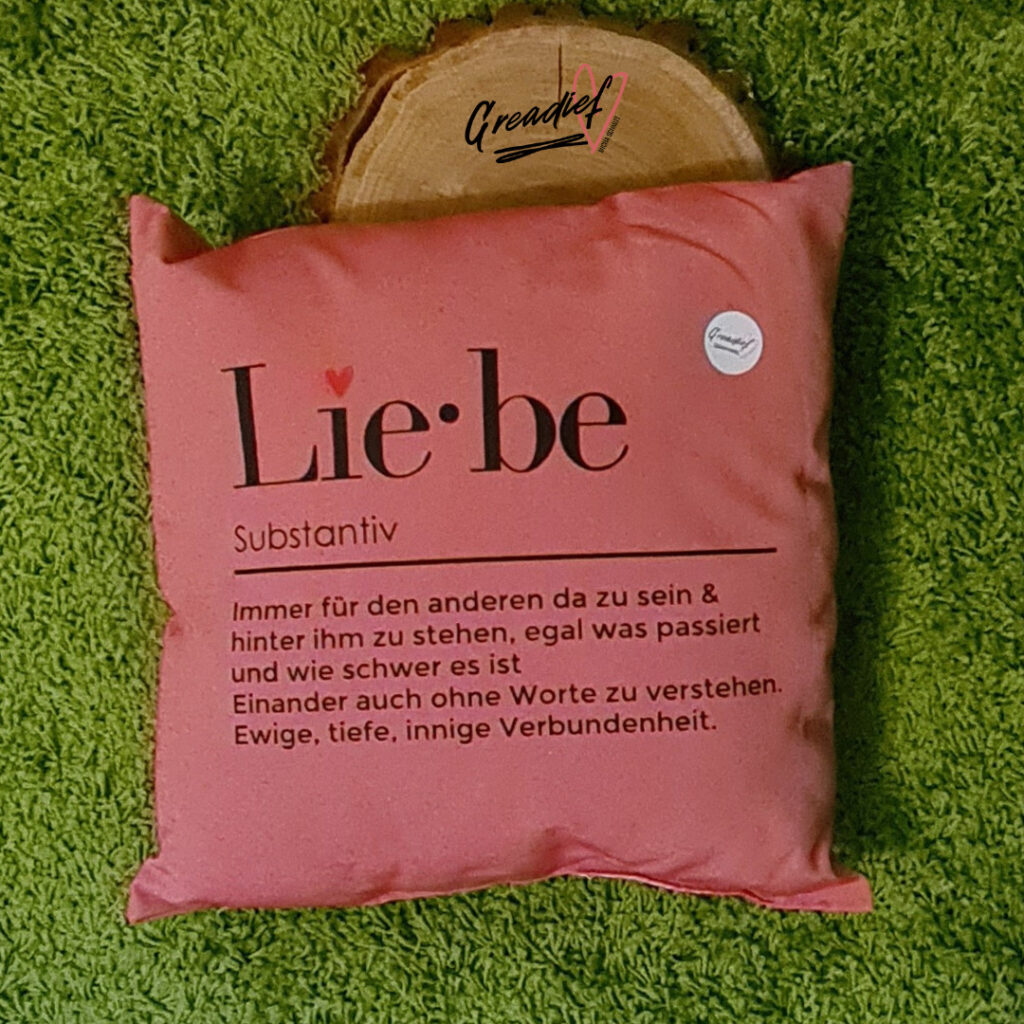 Greadief
Greadief
Lie·be
Substantiv
Immer für den anderen da zu sein &
hinter ihm zu stehen, egal was passiert
und wie schwer es ist
Einander auch ohne Worte zu verstehen.
Ewige, tiefe, innige Verbundenheit.